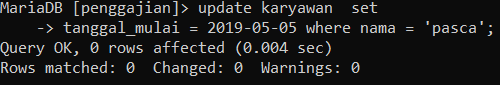 MariaDB [penggajian]> update karyawan  set
    -> tanggal_mulai = 2019-05-05 where nama = 'pasca';
Query OK, 0 rows affected (0.004 sec)
Rows matched: 0  Changed: 0  Warnings: 0